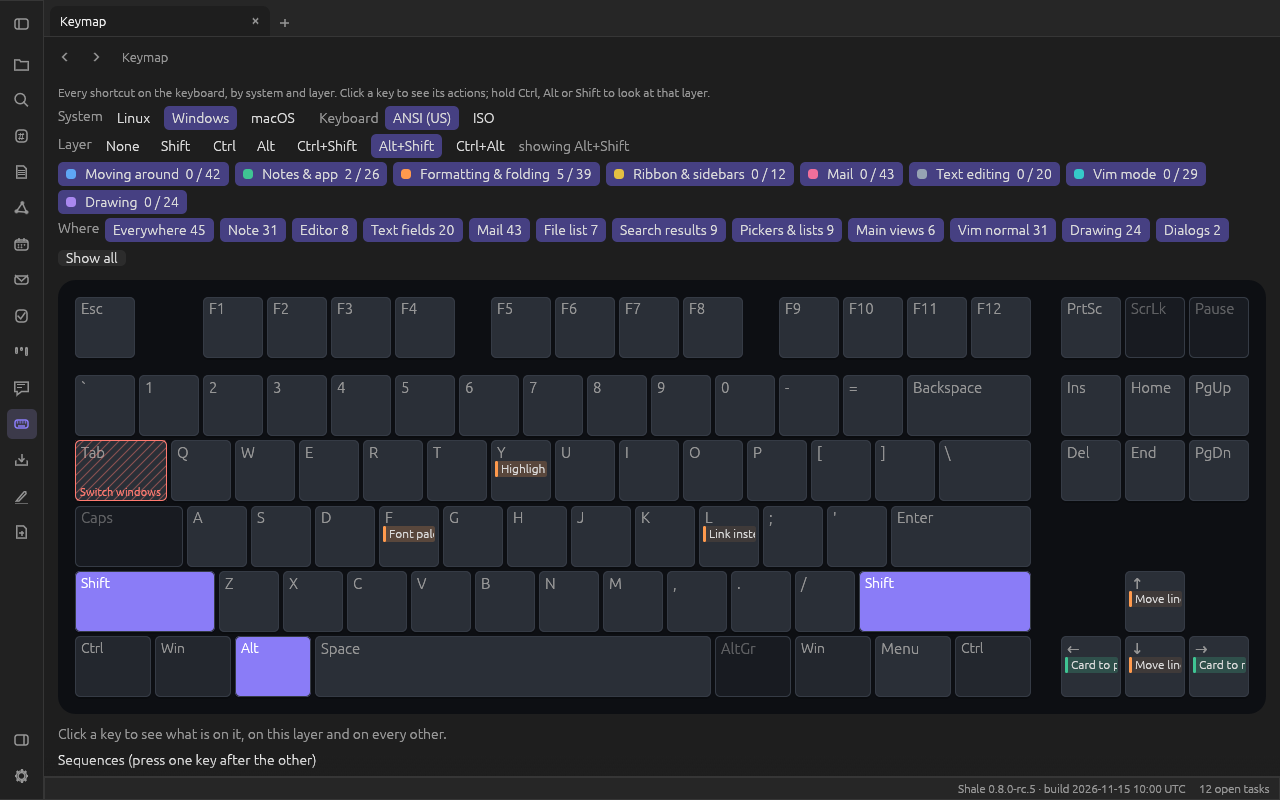 Keymap
Keymap
Every shortcut on the keyboard, by system and layer. Click a key to see its actions; hold Ctrl, Alt or Shift to look at that layer.
System Linux Windows macOS Keyboard ANSI (US) ISO
Layer None Shift Ctrl Alt Ctrl+Shift Alt+Shift Ctrl+Alt showing Alt+Shift
Moving around 0 / 42 Notes & app 2 / 26 Formatting & folding 5 / 39 Ribbon & sidebars 0 / 12 Mail 0 / 43 Text editing 0 / 20 Vim mode 0 / 29
Drawing 0 / 24
Where Everywhere 45 Note 31 Editor 8 Text fields 20 Mail 43 File list 7 Search results 9 Pickers & lists 9 Main views 6 Vim normal 31 Drawing 24 Dialogs 2
Show all
Esc F1 F2 F3 F4 F5 F6 F7 F8 F9 F10 F11 F12 PrtSc ScrLk Pause
` 1 2 3 4 5 6 7 8 9 0 - = Backspace Ins Home PgUp
Tab Q W E R T Y U I O P [ ] \ Del End PgDn
Highligh
Switch windows
Caps A S D F G H J K L ; ' Enter
Font pal Link inst
Shift Z X C V B N M , . / Shift ↑
Move lin
Ctrl Win Alt Space AltGr Win Menu Ctrl ← ↓ →
Card to p Move lin Card to r
Click a key to see what is on it, on this layer and on every other.
Sequences (press one key after the other)
Shale 0.8.0-rc.5 · build 2026-11-15 10:00 UTC 12 open tasks